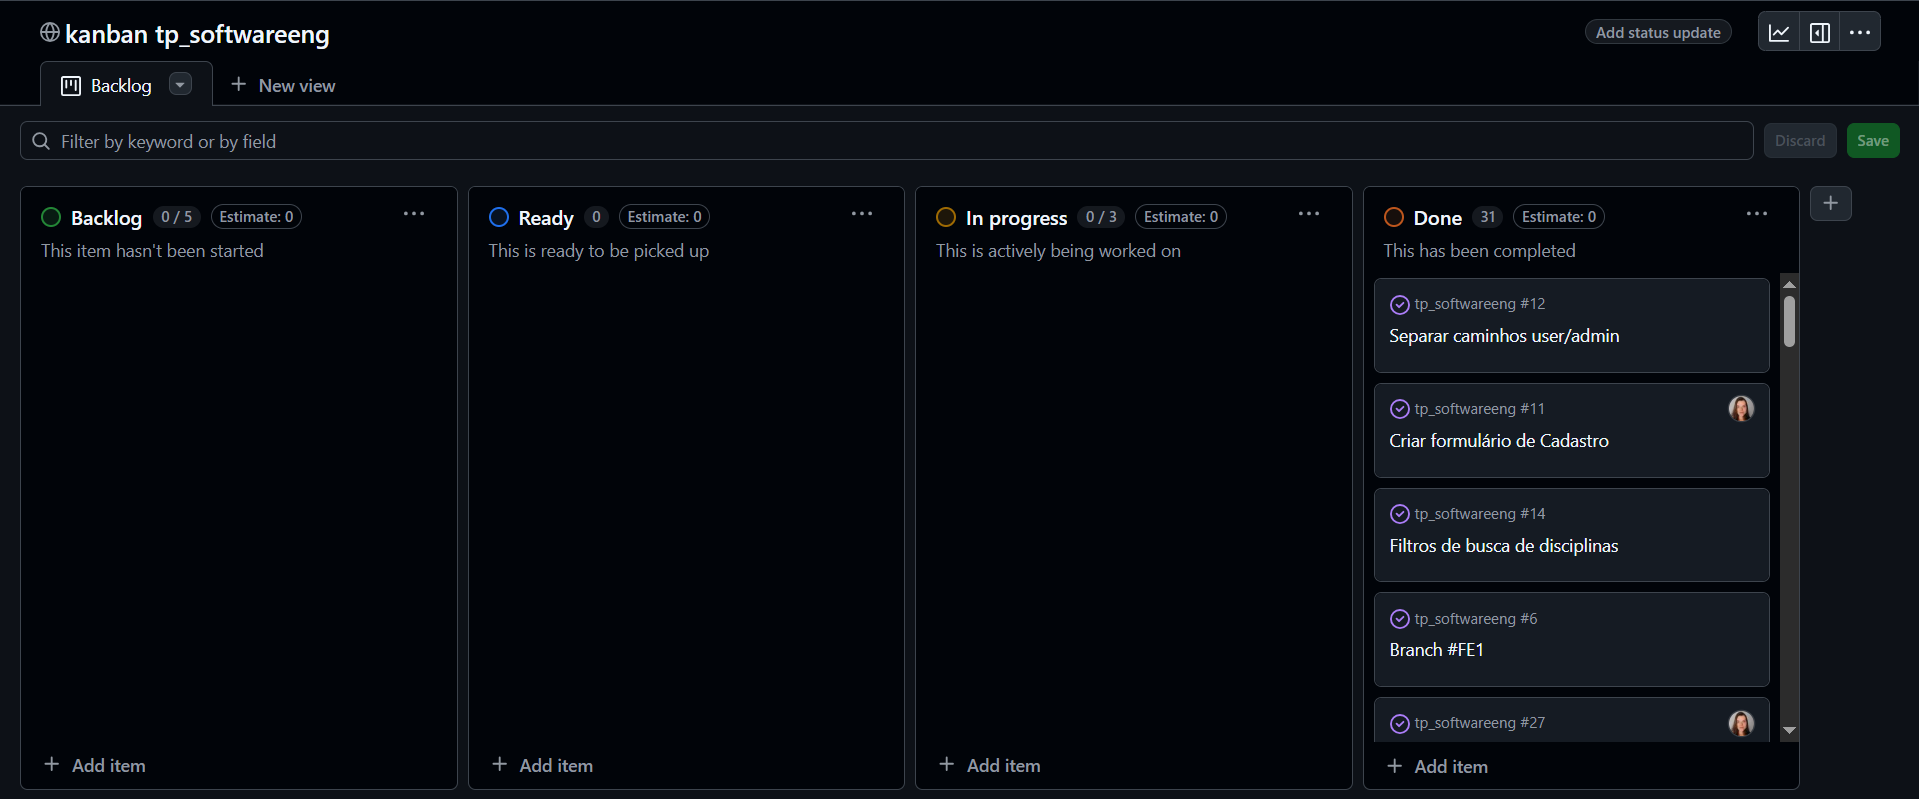 kanban tp_softwareeng
Add status update
Backlog
New view
Filter by keyword or by field
Discard
Save
Backlog 0 / 5 Estimate: 0
This item hasn't been started
Add item
Ready 0 Estimate: 0
This is ready to be picked up
Add item
In progress 0 / 3 Estimate: 0
This is actively being worked on
Add item
Done 31 Estimate: 0
This has been completed
tp_softwareeng #12
Separar caminhos user/admin
tp_softwareeng #11
Criar formulário de Cadastro
tp_softwareeng #14
Filtros de busca de disciplinas
tp_softwareeng #6
Branch #FE1
tp_softwareeng #27
Add item